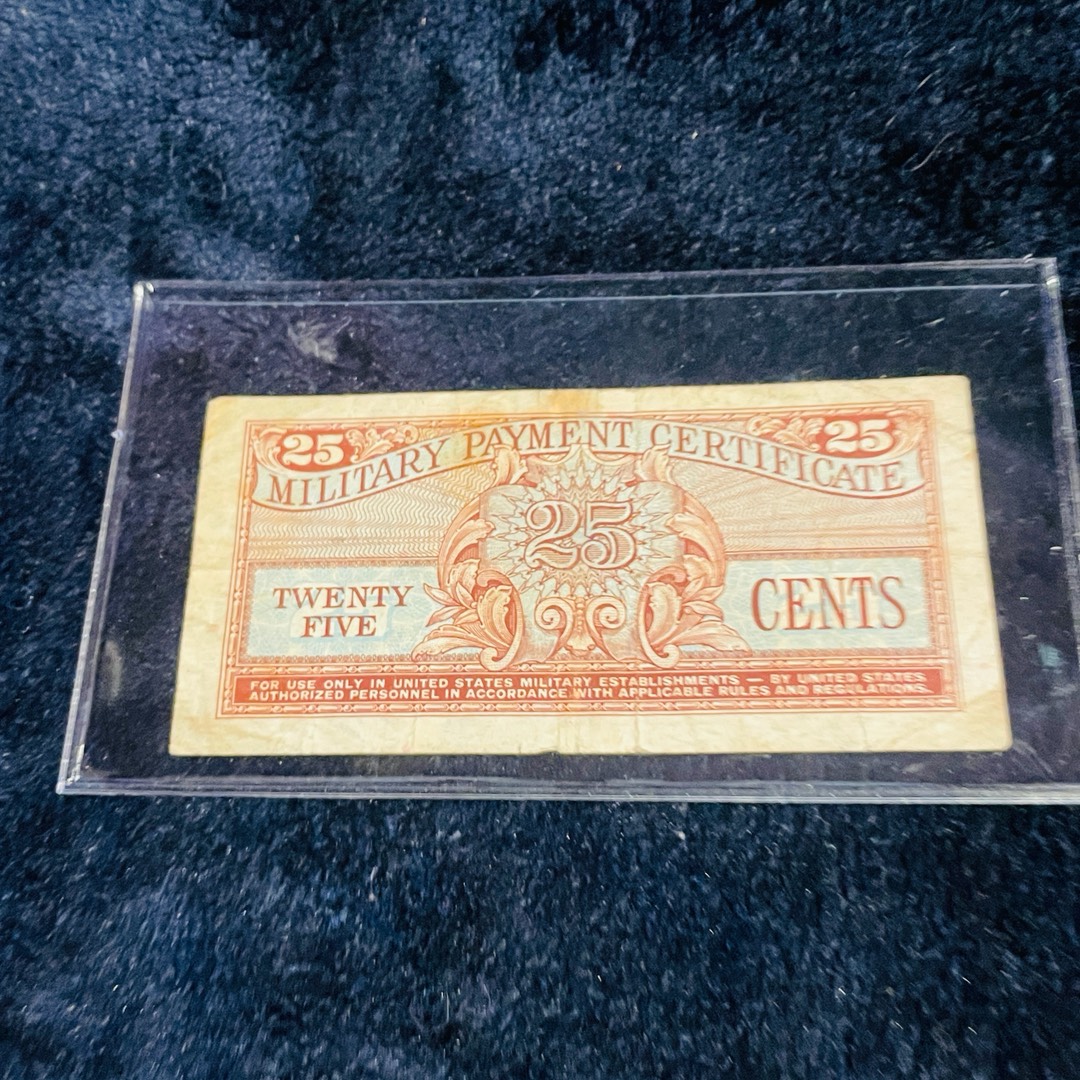 25 25
MILITARY PAYMENT CERTIFICATE
25
TWENTY
FIVE
CENTS
FOR USE ONLY IN UNITED STATES MILITARY ESTABLISHMENTS — BY UNITED STATES
AUTHORIZED PERSONNEL IN ACCORDANCE WITH APPLICABLE RULES AND REGULATIONS.